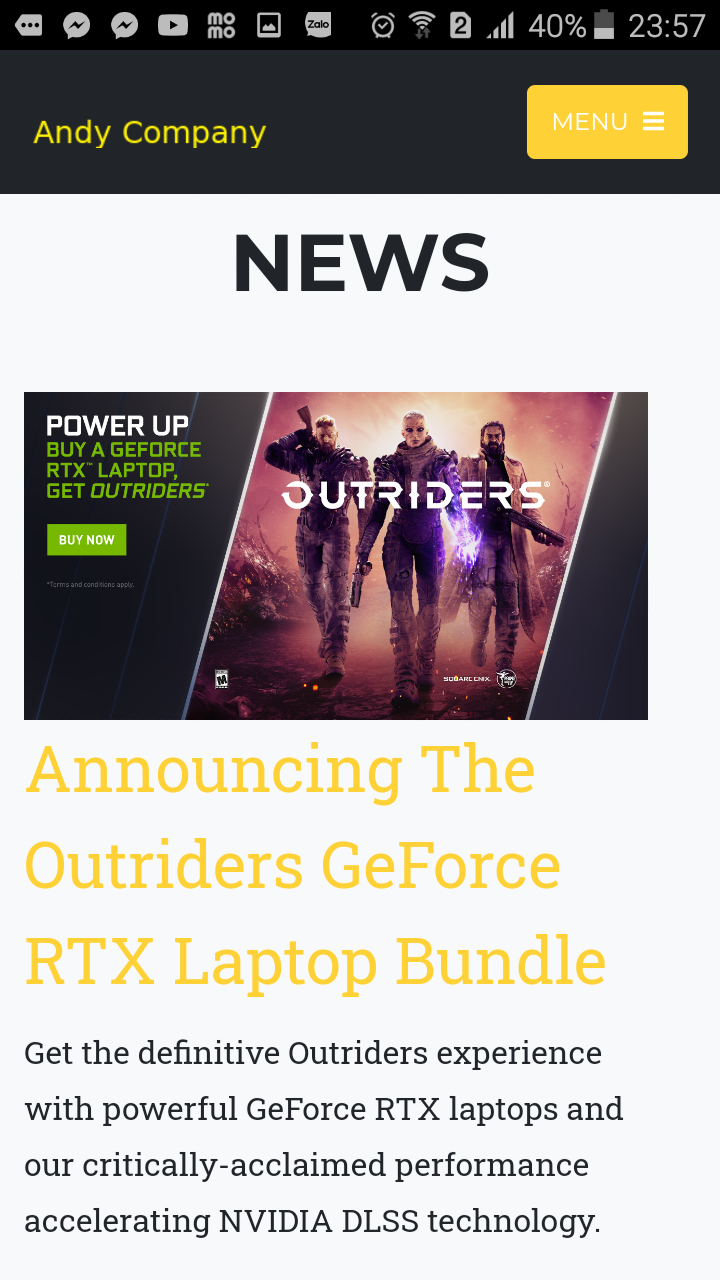 Zalo 2 40% 23:57
mo
mo
Andy Company
MENU
NEWS
POWER UP
BUY A GEFORCE
RTX™ LAPTOP,
GET OUTRIDERS*
BUY NOW
*Terms and conditions apply.
OUTRIDERS®
M
SQUARE ENIX
Announcing The
Outriders GeForce
RTX Laptop Bundle
Get the definitive Outriders experience
with powerful GeForce RTX laptops and
our critically-acclaimed performance
accelerating NVIDIA DLSS technology.